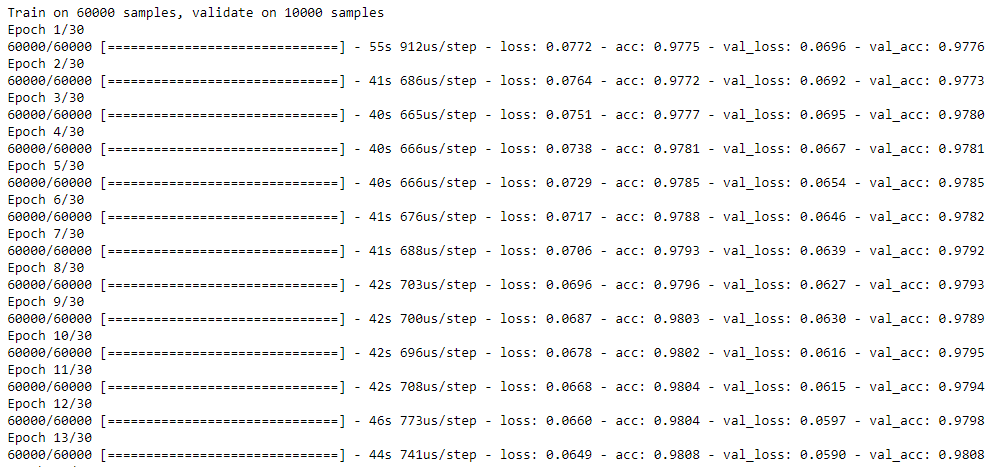 Train on 60000 samples, validate on 10000 samples
Epoch 1/30
60000/60000 [==============================] - 55s 912us/step - loss: 0.0772 - acc: 0.9775 - val_loss: 0.0696 - val_acc: 0.9776
Epoch 2/30
60000/60000 [==============================] - 41s 686us/step - loss: 0.0764 - acc: 0.9772 - val_loss: 0.0692 - val_acc: 0.9773
Epoch 3/30
60000/60000 [==============================] - 40s 665us/step - loss: 0.0751 - acc: 0.9777 - val_loss: 0.0695 - val_acc: 0.9780
Epoch 4/30
60000/60000 [==============================] - 40s 666us/step - loss: 0.0738 - acc: 0.9781 - val_loss: 0.0667 - val_acc: 0.9781
Epoch 5/30
60000/60000 [==============================] - 40s 666us/step - loss: 0.0729 - acc: 0.9785 - val_loss: 0.0654 - val_acc: 0.9785
Epoch 6/30
60000/60000 [==============================] - 41s 676us/step - loss: 0.0717 - acc: 0.9788 - val_loss: 0.0646 - val_acc: 0.9782
Epoch 7/30
60000/60000 [==============================] - 41s 688us/step - loss: 0.0706 - acc: 0.9793 - val_loss: 0.0639 - val_acc: 0.9792
Epoch 8/30
60000/60000 [==============================] - 42s 703us/step - loss: 0.0696 - acc: 0.9796 - val_loss: 0.0627 - val_acc: 0.9793
Epoch 9/30
60000/60000 [==============================] - 42s 700us/step - loss: 0.0687 - acc: 0.9803 - val_loss: 0.0630 - val_acc: 0.9789
Epoch 10/30
60000/60000 [==============================] - 42s 696us/step - loss: 0.0678 - acc: 0.9802 - val_loss: 0.0616 - val_acc: 0.9795
Epoch 11/30
60000/60000 [==============================] - 42s 708us/step - loss: 0.0668 - acc: 0.9804 - val_loss: 0.0615 - val_acc: 0.9794
Epoch 12/30
60000/60000 [==============================] - 46s 773us/step - loss: 0.0660 - acc: 0.9804 - val_loss: 0.0597 - val_acc: 0.9798
Epoch 13/30
60000/60000 [==============================] - 44s 741us/step - loss: 0.0649 - acc: 0.9808 - val_loss: 0.0590 - val_acc: 0.9808